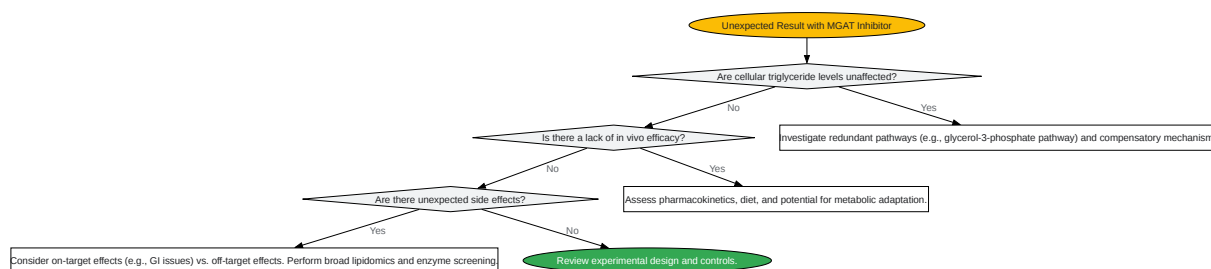 Unexpected Result with MGAT Inhibitor
Are cellular triglyceride levels unaffected?
No
Yes
Is there a lack of in vivo efficacy?
Investigate redundant pathways (e.g., glycerol-3-phosphate pathway) and compensatory mechanism
No
Yes
Are there unexpected side effects?
Assess pharmacokinetics, diet, and potential for metabolic adaptation.
Yes
No
Consider on-target effects (e.g., GI issues) vs. off-target effects. Perform broad lipidomics and enzyme screening.
Review experimental design and controls.